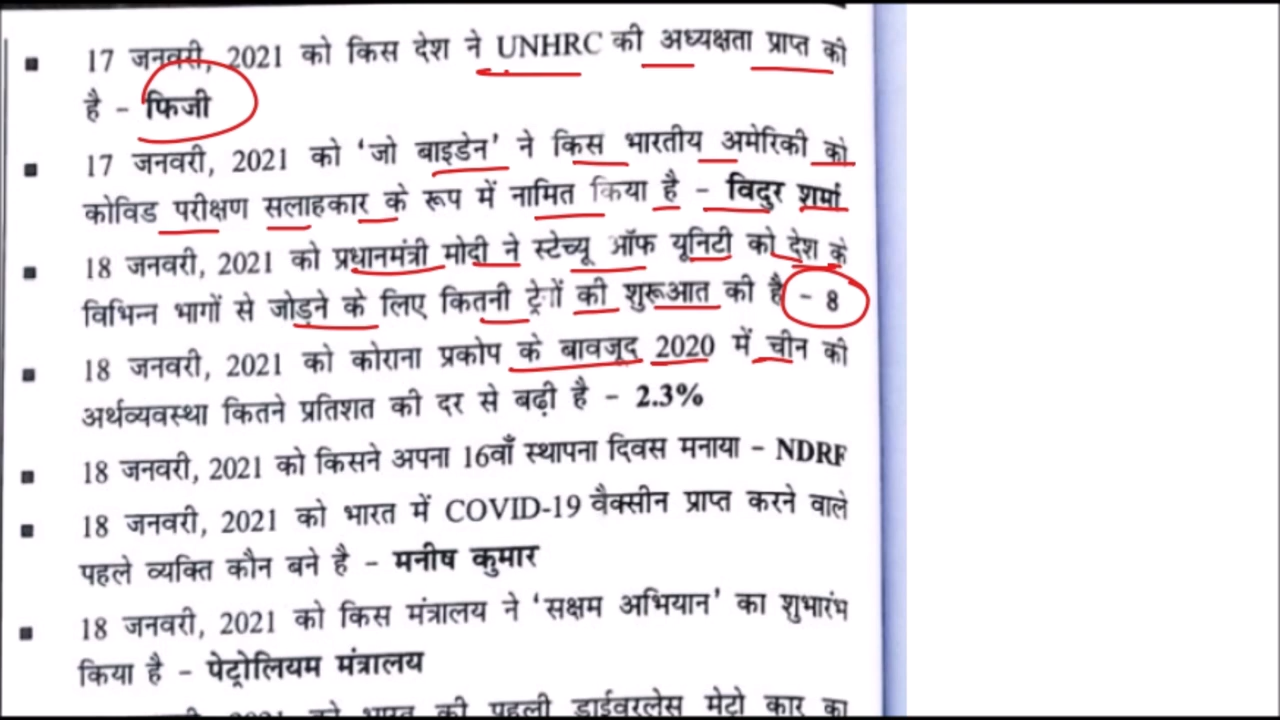 17 जनवरी, 2021 को किस देश ने UNHRC की अध्यक्षता प्राप्त की
है - फिजी
17 जनवरी, 2021 को ‘जो बाइडेन’ ने किस भारतीय अमेरिकी को
कोविड परीक्षण सलाहकार के रूप में नामित किया है - विदुर शर्मा
18 जनवरी, 2021 को प्रधानमंत्री मोदी ने स्टेच्यू ऑफ यूनिटी को देश के
विभिन्न भागों से जोड़ने के लिए कितनी की शुरूआत की है - 8
18 जनवरी, 2021 को कोराना प्रकोप के बावजूद 2020 में चीन की
अर्थव्यवस्था कितने प्रतिशत की दर से बढ़ी है - 2.3%
18 जनवरी, 2021 को किसने अपना 16वाँ स्थापना दिवस मनाया - NDRF
18 जनवरी, 2021 को भारत में COVID-19 वैक्सीन प्राप्त करने वाले
पहले व्यक्ति कौन बने है - मनीष कुमार
18 जनवरी, 2021 को किस मंत्रालय ने ‘सक्षम अभियान’ का शुभारंभ
किया है - पेट्रोलियम मंत्रालय
को भारत की पहली ड्राईवरलेस मेट्रो कार का